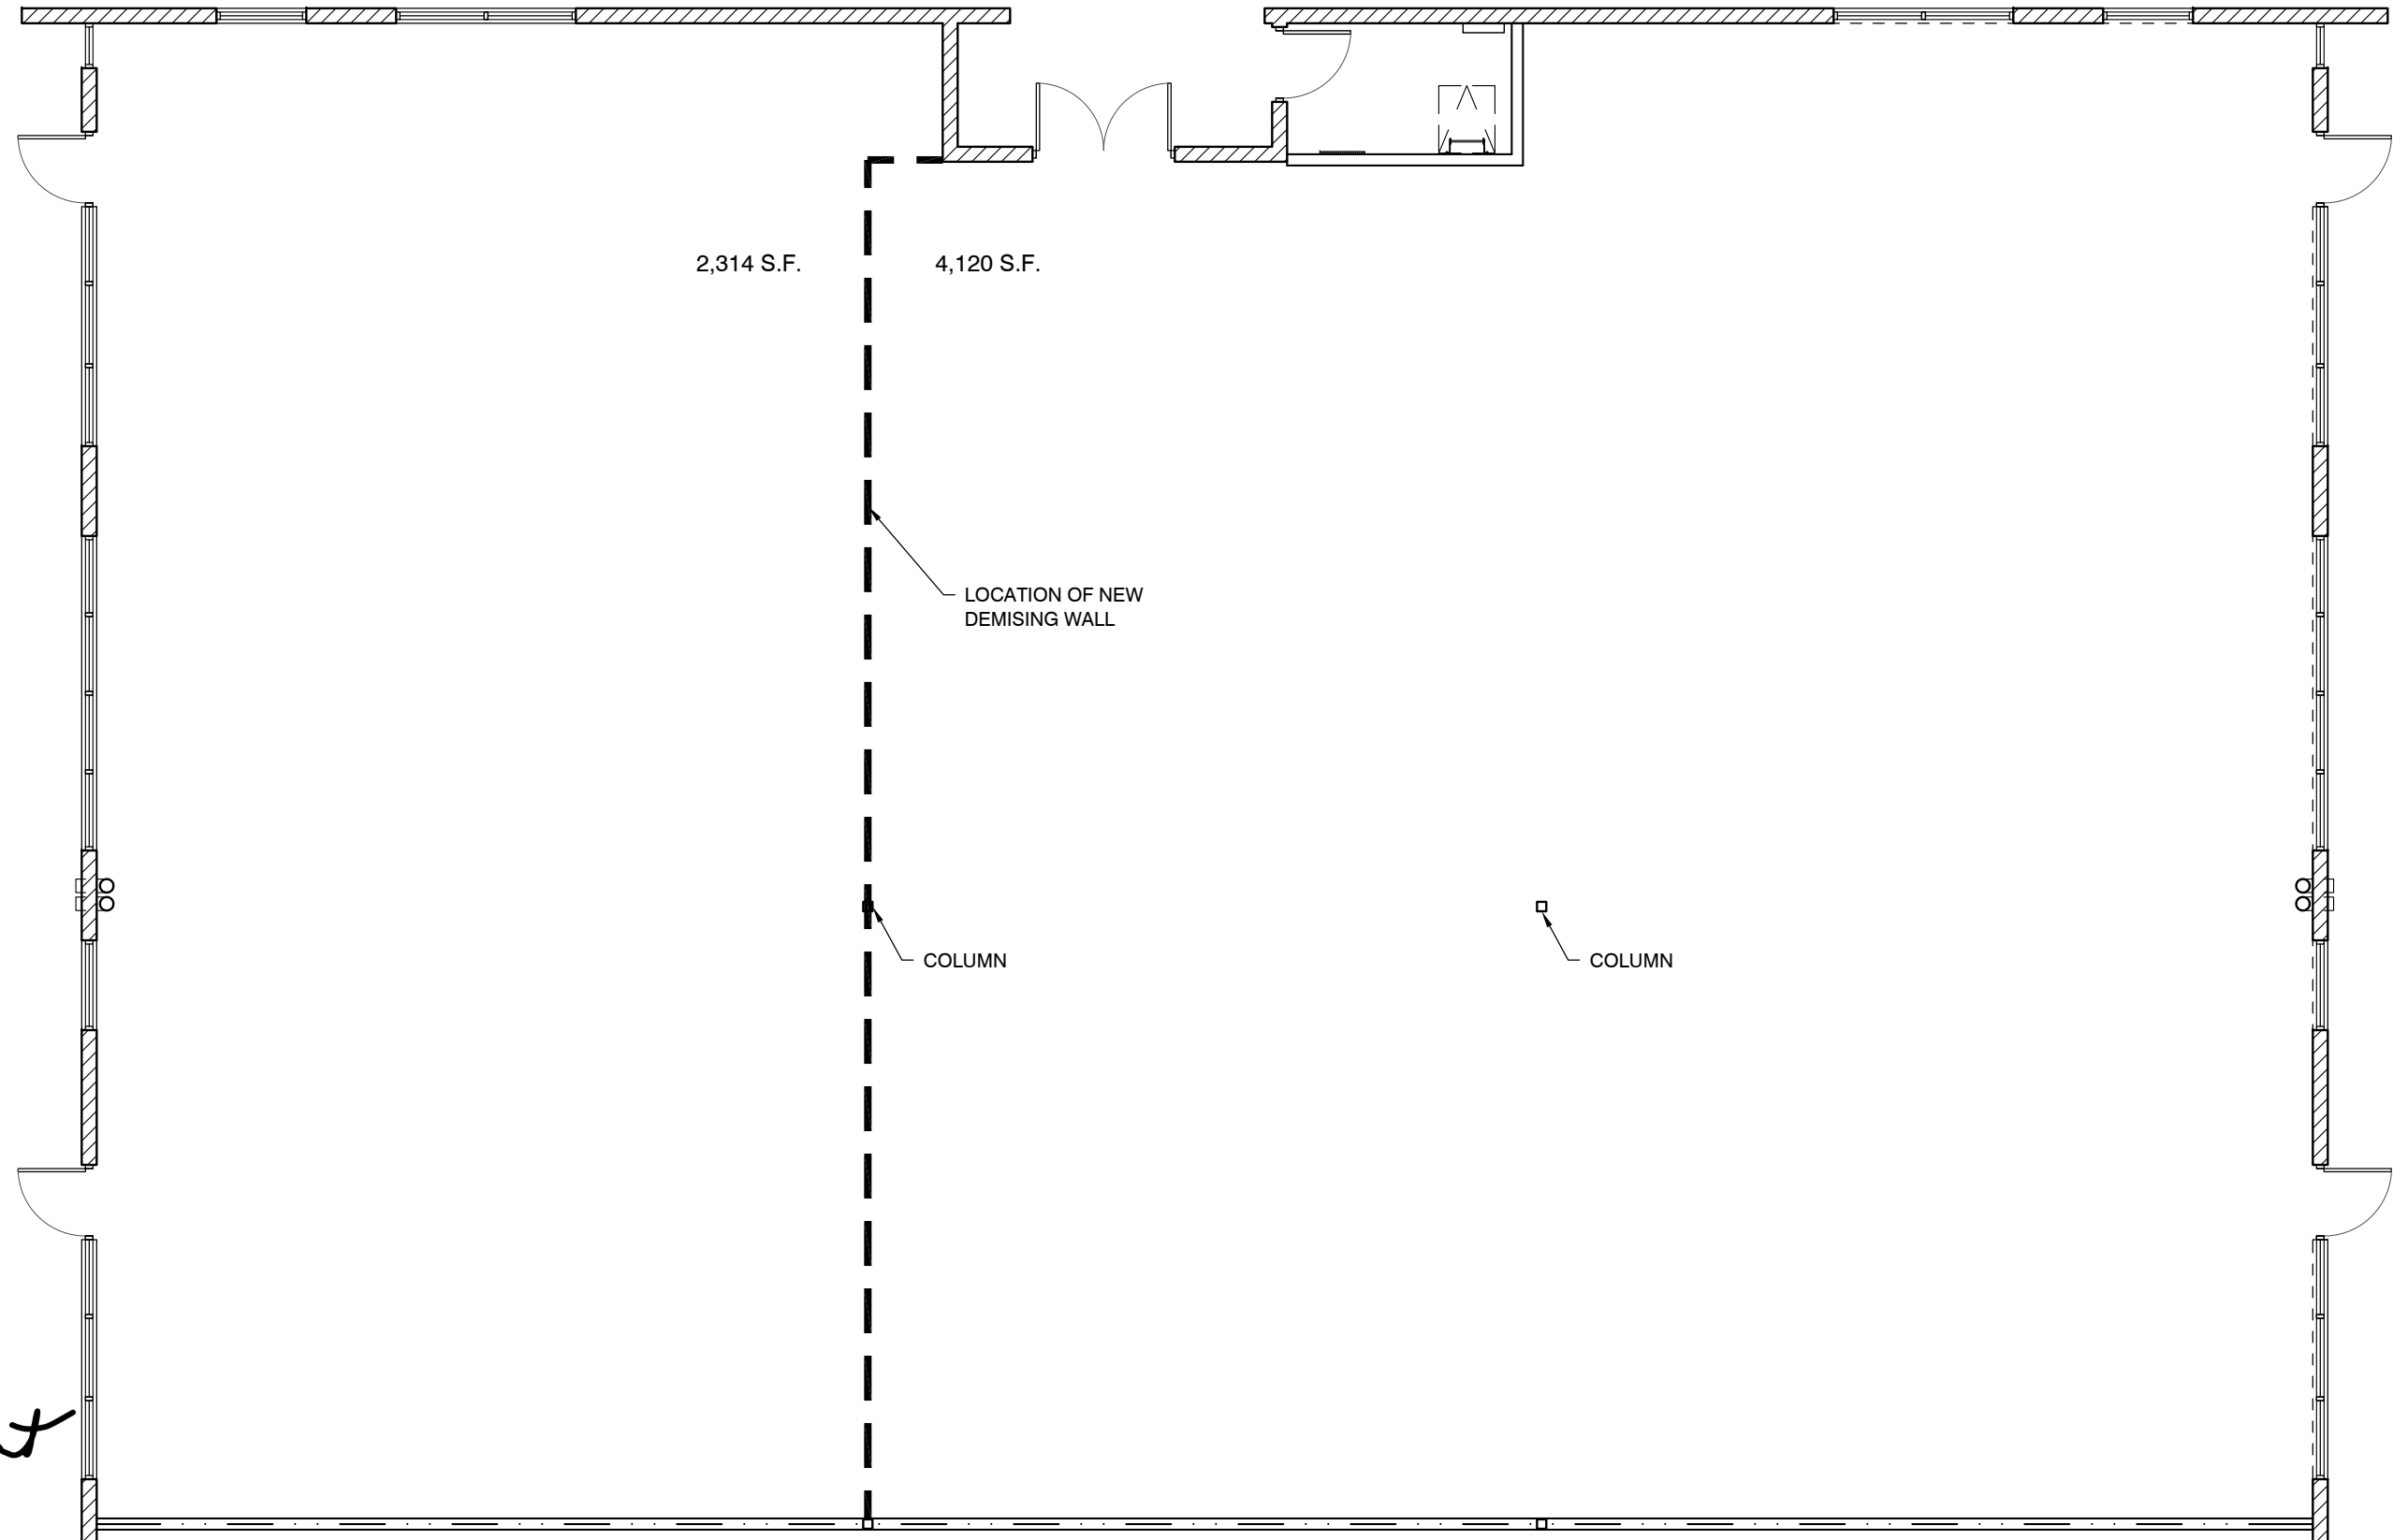 2,314 S.F.
4,120 S.F.
LOCATION OF NEW
DEMISING WALL
COLUMN
COLUMN